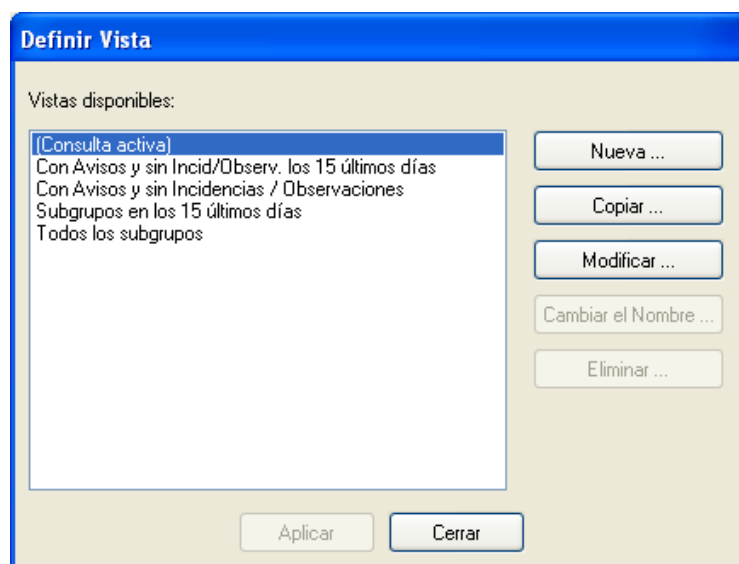 Definir Vista
Vistas disponibles:
(Consulta activa)
Con Avisos y sin Incid/Observ. los 15 últimos días
Con Avisos y sin Incidencias / Observaciones
Subgrupos en los 15 últimos días
Todos los subgrupos
Nueva ...
Copiar ...
Modificar ...
Cambiar el Nombre ...
Eliminar ...
Aplicar
Cerrar